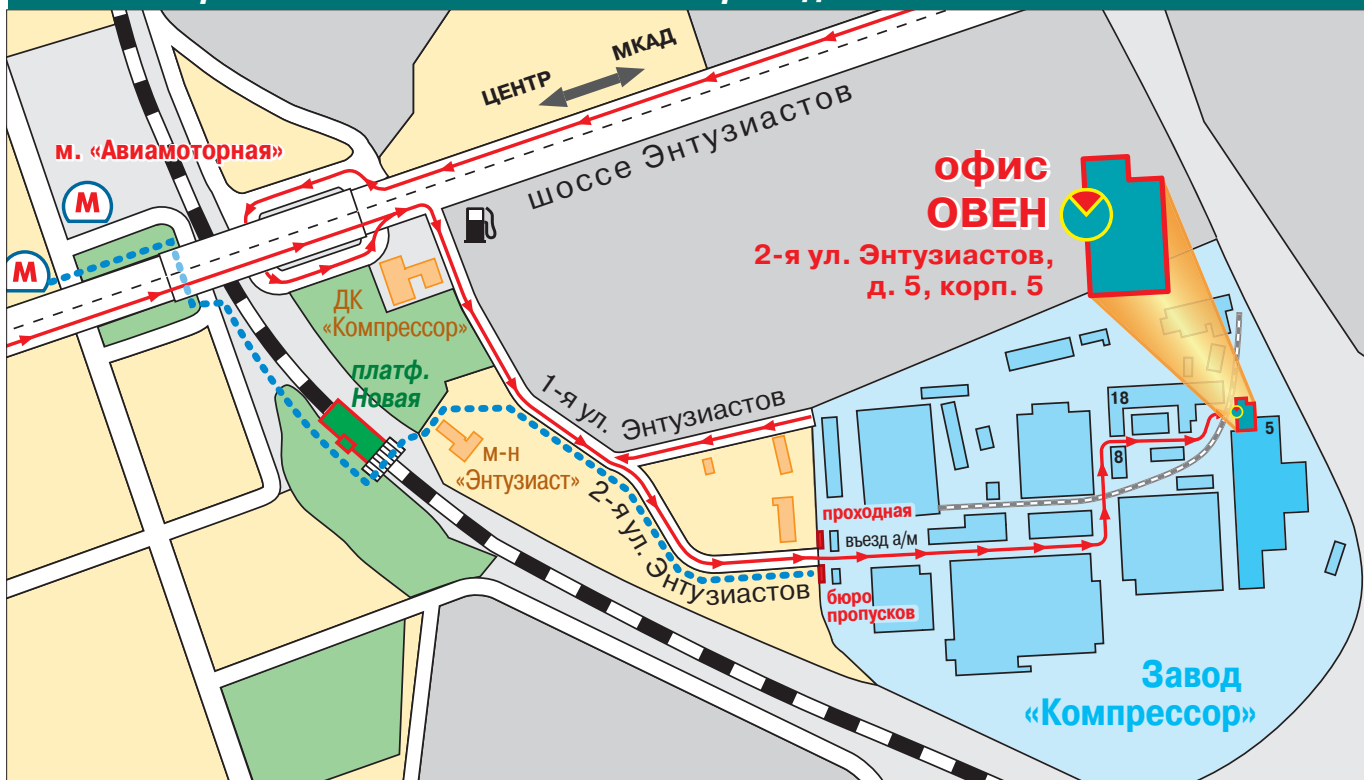 ЦЕНТР
МКАД
м. «Авиамоторная»
М
М
шоссе Энтузиастов
офис
ОВЕН
2-я ул. Энтузиастов,
д. 5, корп. 5
ДК
«Компрессор»
платф.
Новая
1-я ул. Энтузиастов
м-н
«Энтузиаст»
2-я ул. Энтузиастов
18
8
5
проходная
въезд а/м
бюро
пропусков
Завод
«Компрессор»